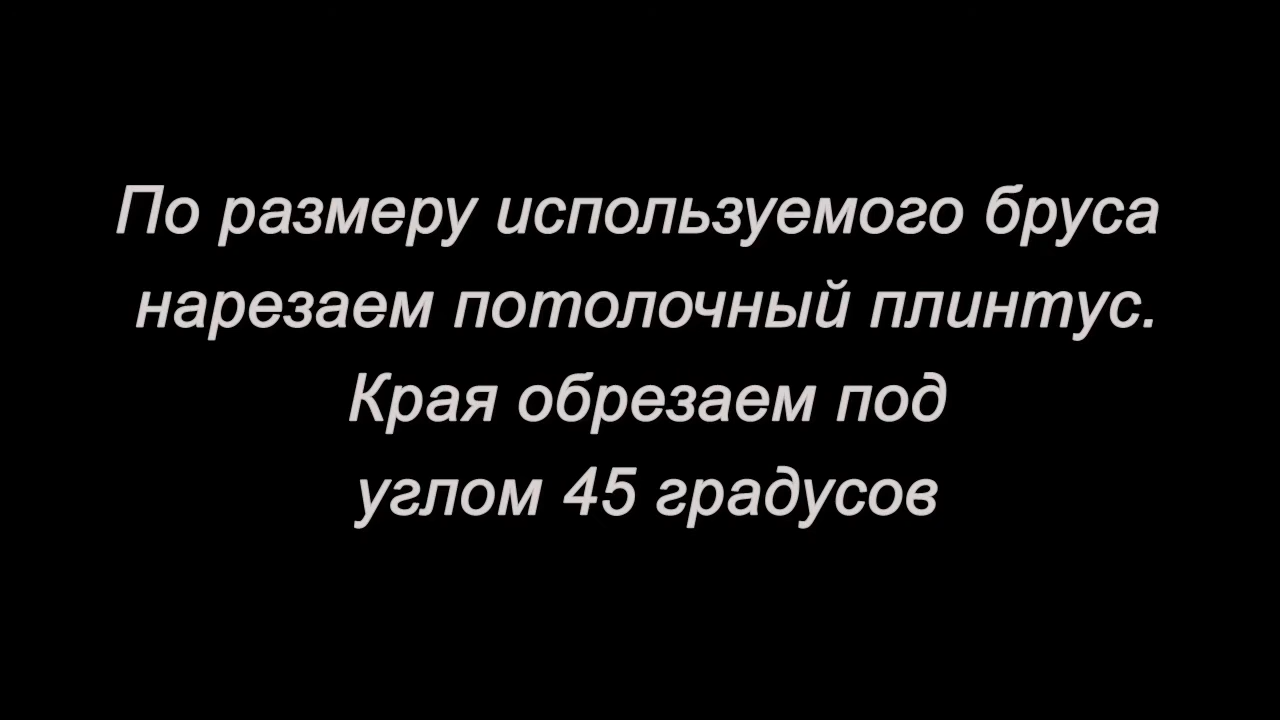 По размеру используемого бруса
нарезаем потолочный плинтус.
Края обрезаем под
углом 45 градусов